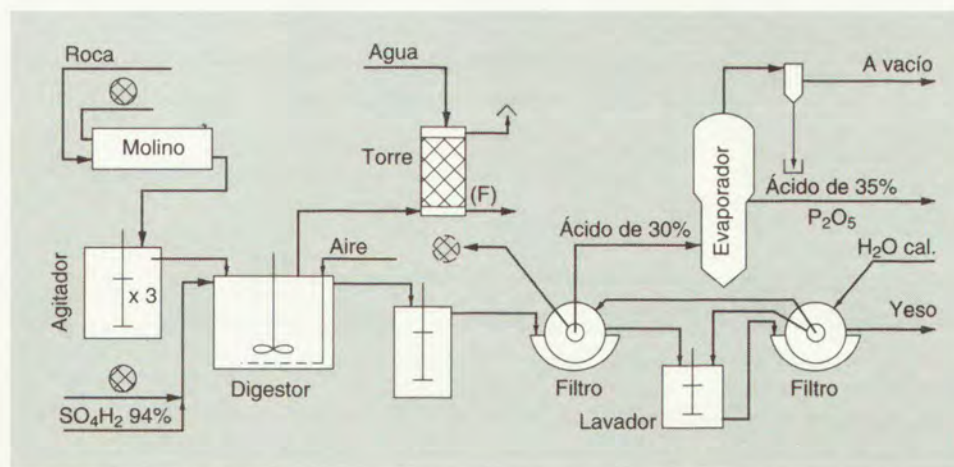 Roca
Molino
Agitador
x 3
SO₄H₂ 94%
Digestor
Aire
Agua
Torre
(F)
Ácido de 30%
Filtro
Lavador
Evaporador
A vacío
Ácido de 35%
P₂O₅
H₂O cal.
Yeso
Filtro